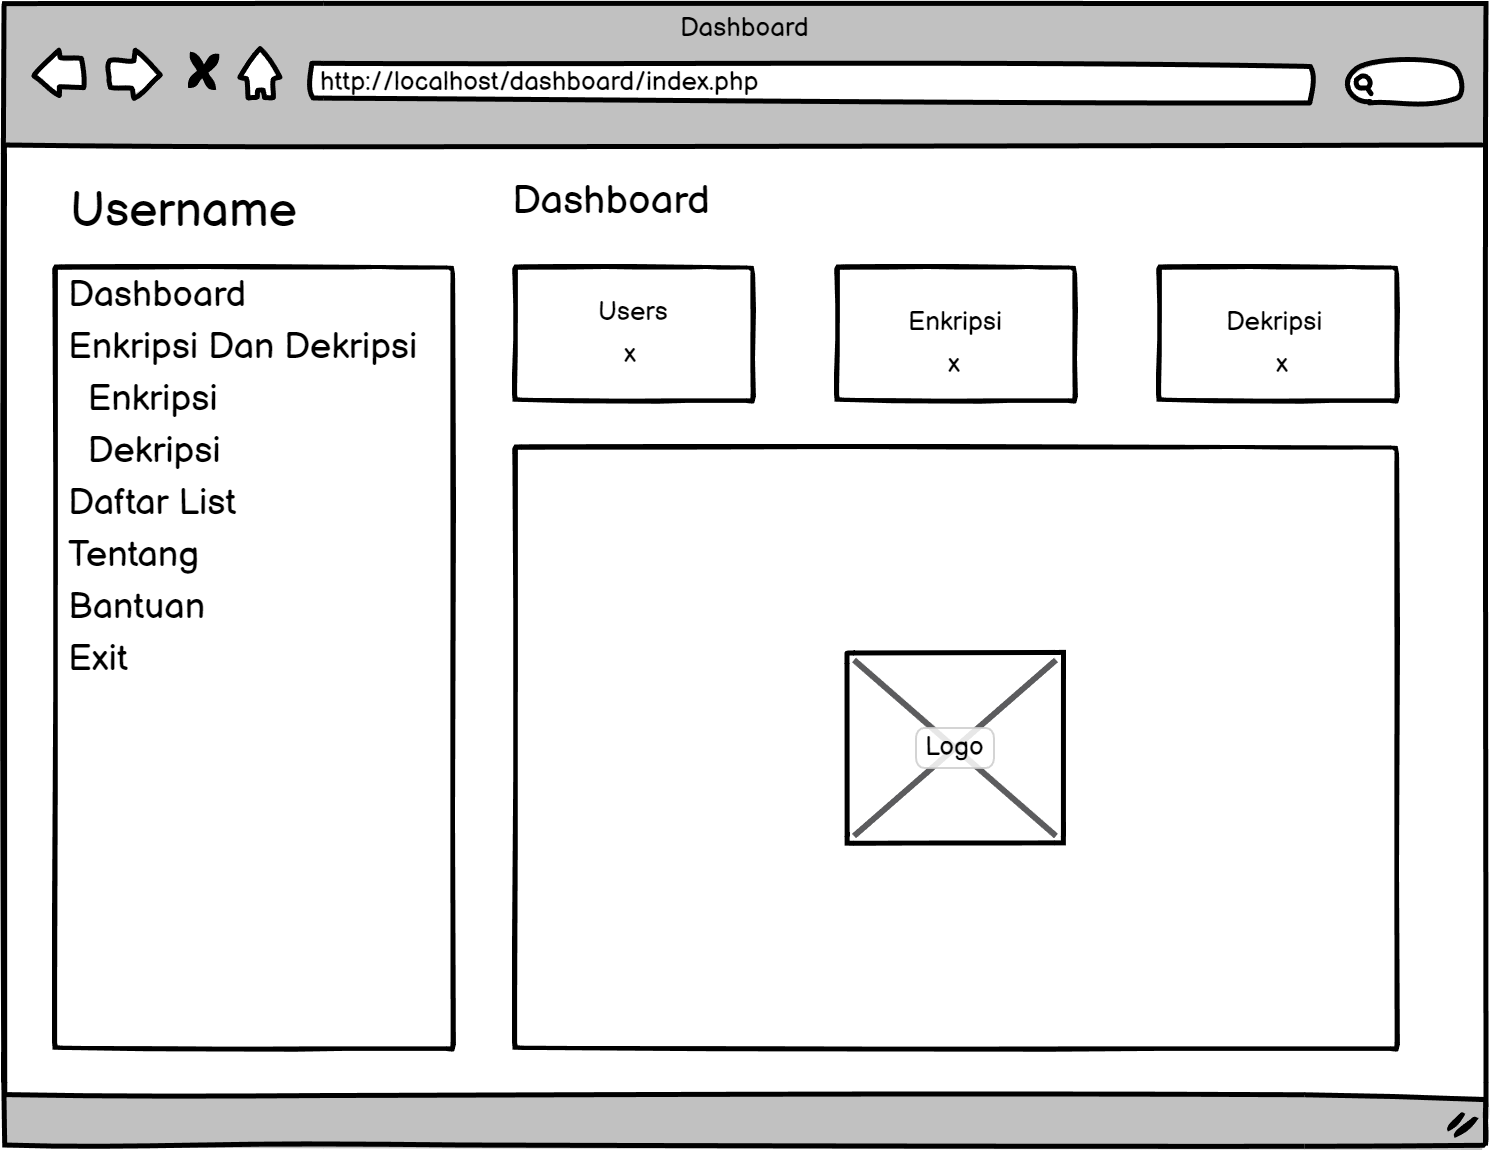 Dashboard
http://localhost/dashboard/index.php
Username
Dashboard
Enkripsi Dan Dekripsi
Enkripsi
Dekripsi
Daftar List
Tentang
Bantuan
Exit
Dashboard
Users
x
Enkripsi
x
Dekripsi
x
Logo